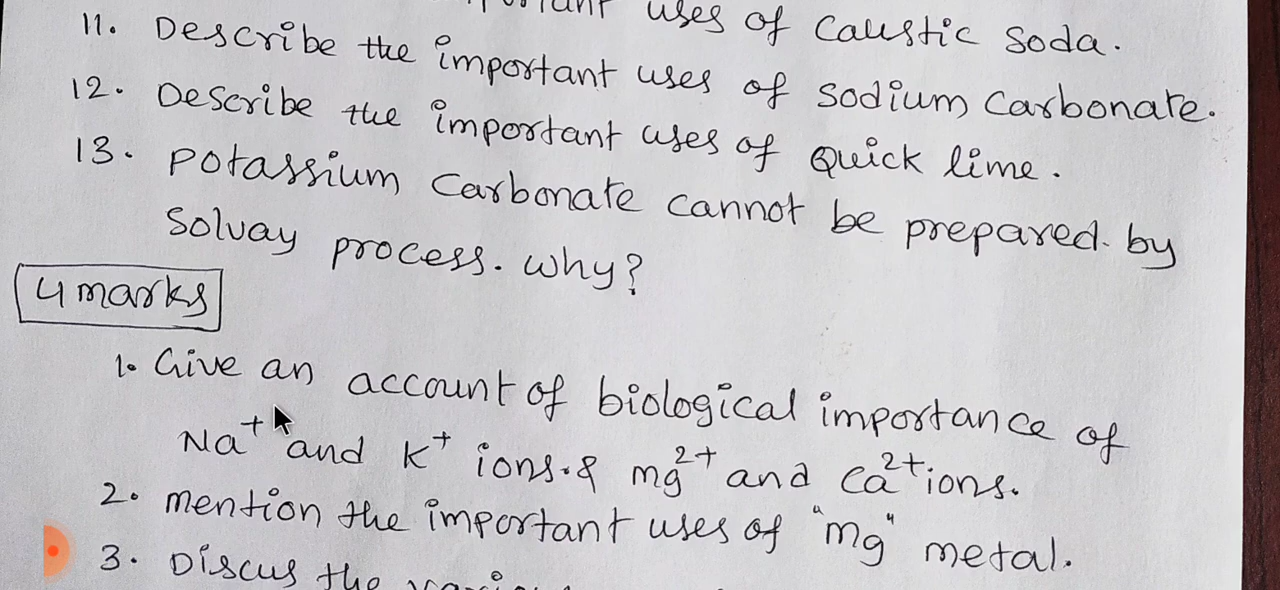 uses of Caustic Soda.
11. Describe the important uses of Sodium Carbonate.
12. Describe the important uses of Quick lime.
13. Potassium Carbonate cannot be prepared by
Solvay process. Why?
4 marks
1. Give an account of biological importance of
Na+ and K+ ions. & mg2+ and Ca2+ ions.
2. mention the important uses of "mg" metal.
3. Discus the